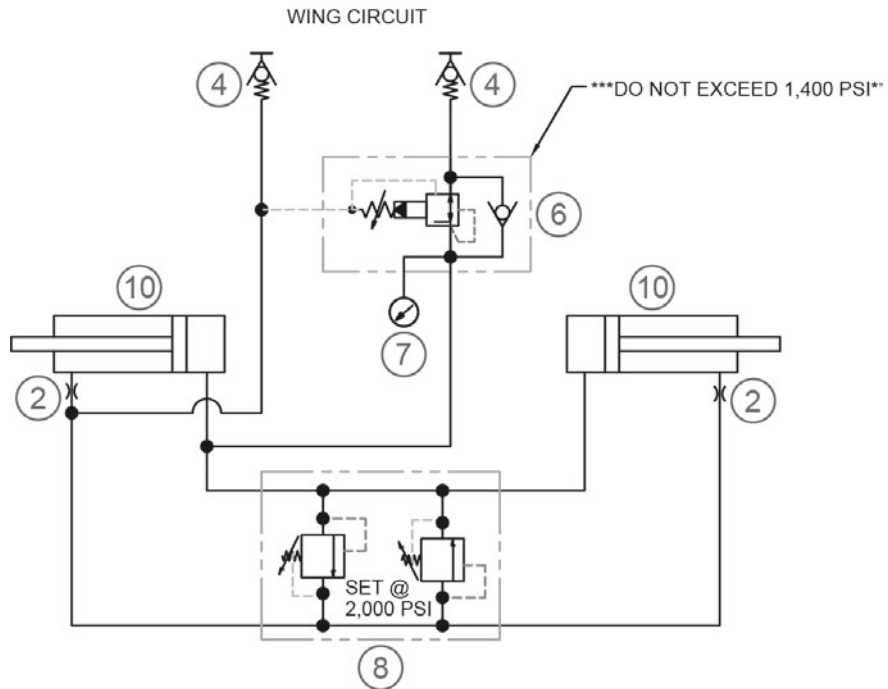 WING CIRCUIT
4
4
***DO NOT EXCEED 1,400 PSI**
6
10
10
7
2
2
SET @
2,000 PSI
8